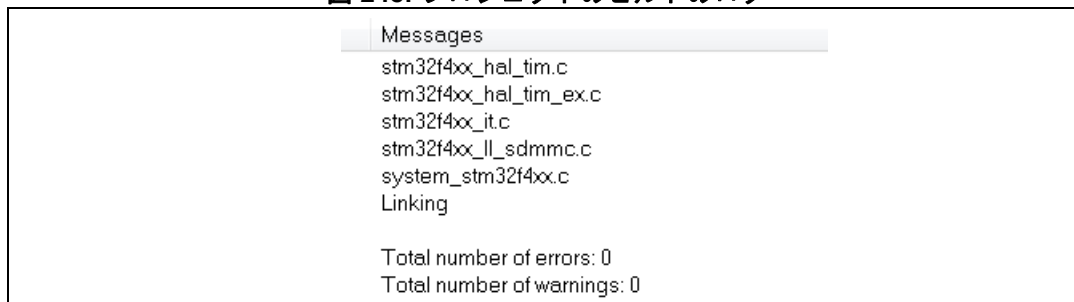 Messages
stm32f4xx_hal_tim.c
stm32f4xx_hal_tim_ex.c
stm32f4xx_it.c
stm32f4xx_ll_sdmmc.c
system_stm32f4xx.c
Linking
Total number of errors: 0
Total number of warnings: 0